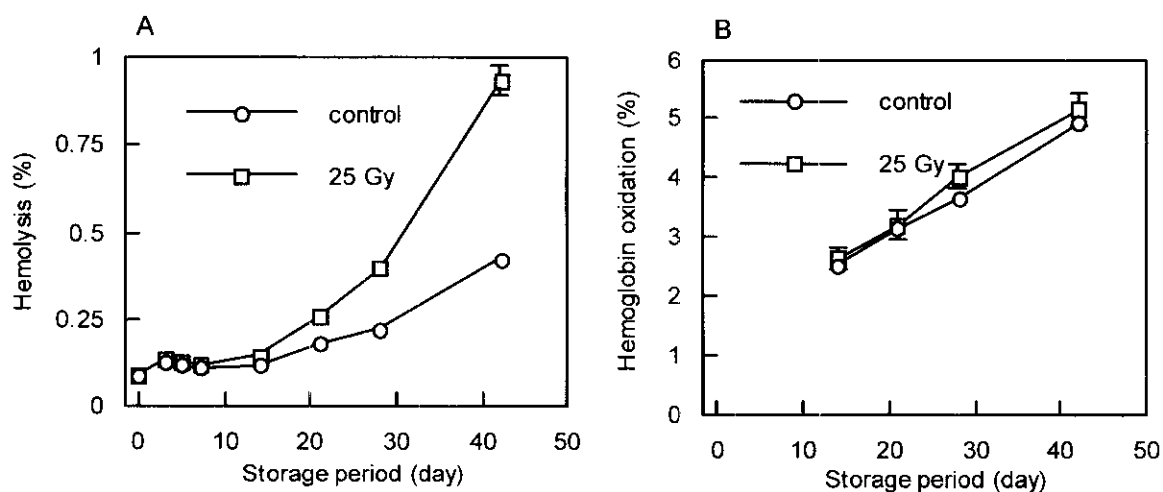 A
Hemolysis (%)
1
0.75
0.5
0.25
0
control
25 Gy
0 10 20 30 40 50
Storage period (day)
B
Hemoglobin oxidation (%)
6
5
4
3
2
1
0
control
25 Gy
0 10 20 30 40 50
Storage period (day)